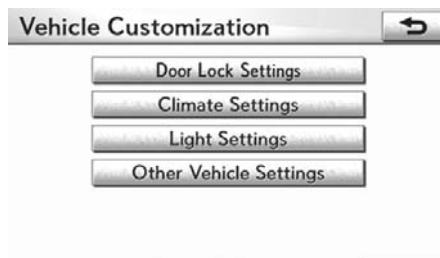 Vehicle Customization
Door Lock Settings
Climate Settings
Light Settings
Other Vehicle Settings